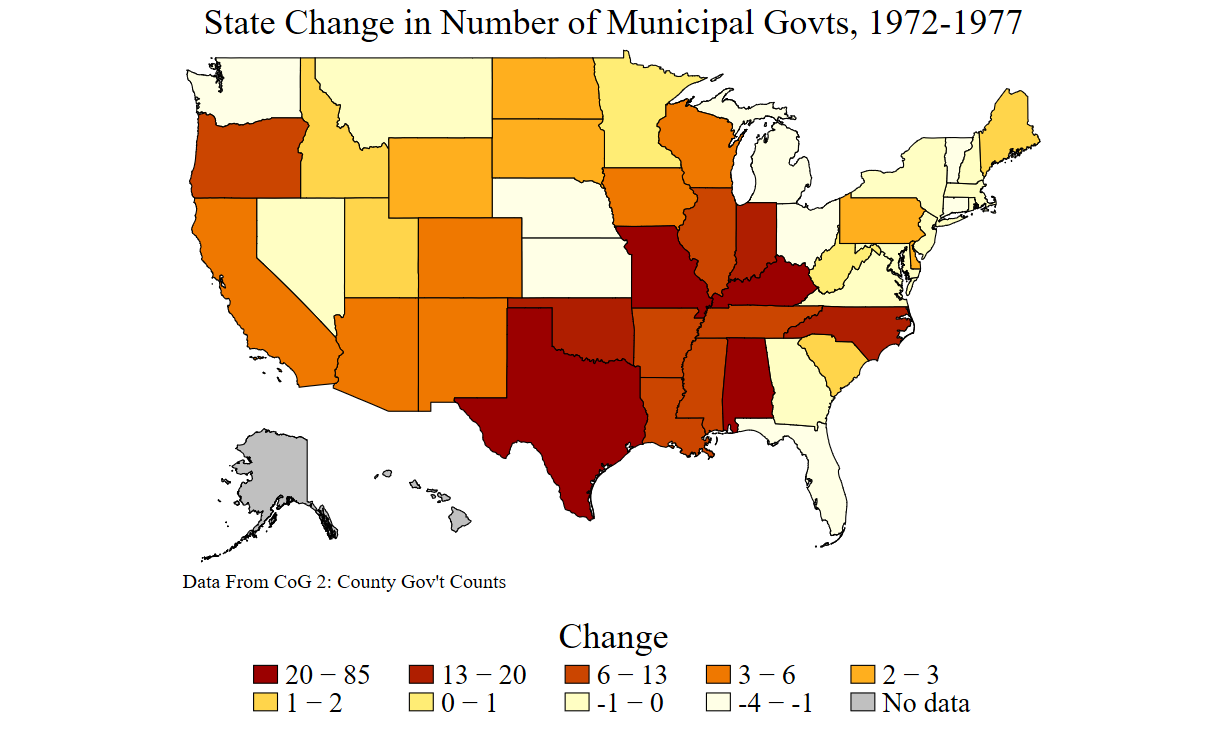 State Change in Number of Municipal Govts, 1972-1977
Data From CoG 2: County Gov't Counts
Change
20 − 85 13 − 20 6 − 13 3 − 6 2 − 3
1 − 2 0 − 1 -1 − 0 -4 − -1 No data